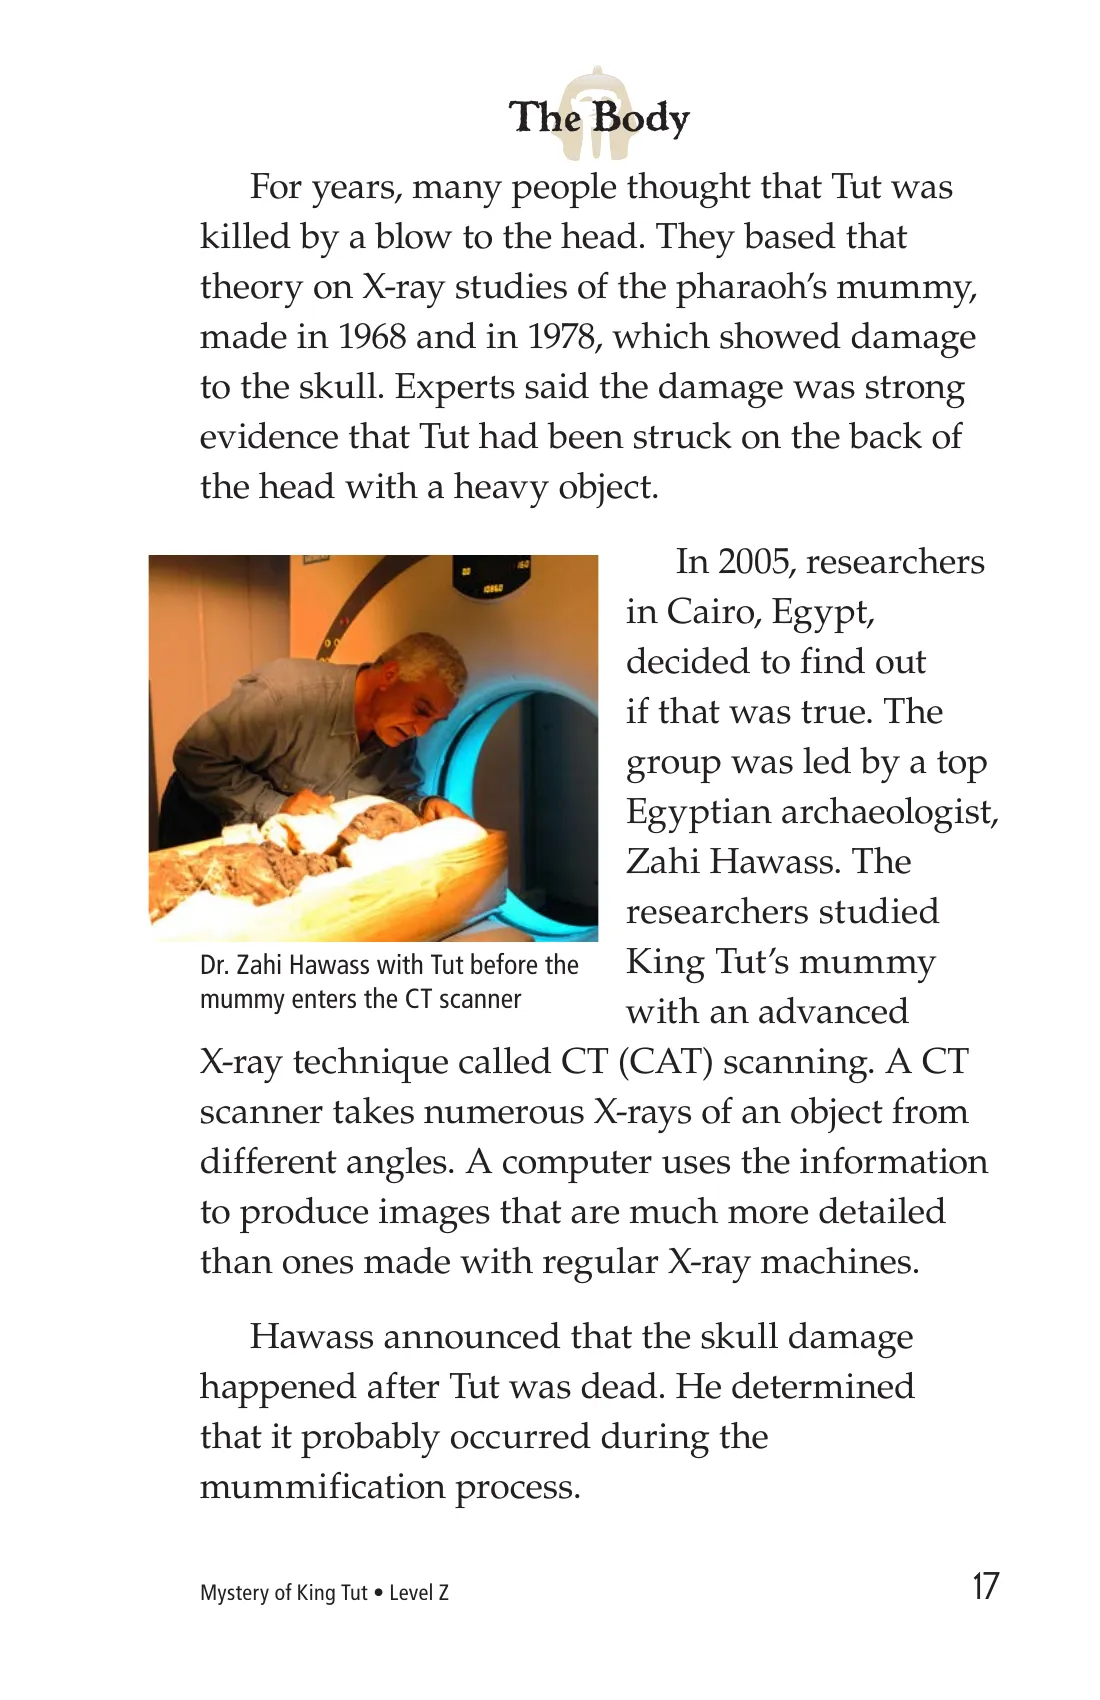 The Body
For years, many people thought that Tut was
killed by a blow to the head. They based that
theory on X-ray studies of the pharaoh’s mummy,
made in 1968 and in 1978, which showed damage
to the skull. Experts said the damage was strong
evidence that Tut had been struck on the back of
the head with a heavy object.
In 2005, researchers
in Cairo, Egypt,
decided to find out
if that was true. The
group was led by a top
Egyptian archaeologist,
Zahi Hawass. The
researchers studied
King Tut’s mummy
with an advanced
X-ray technique called CT (CAT) scanning. A CT
scanner takes numerous X-rays of an object from
different angles. A computer uses the information
to produce images that are much more detailed
than ones made with regular X-ray machines.
Dr. Zahi Hawass with Tut before the
mummy enters the CT scanner
Hawass announced that the skull damage
happened after Tut was dead. He determined
that it probably occurred during the
mummification process.
Mystery of King Tut • Level Z
17